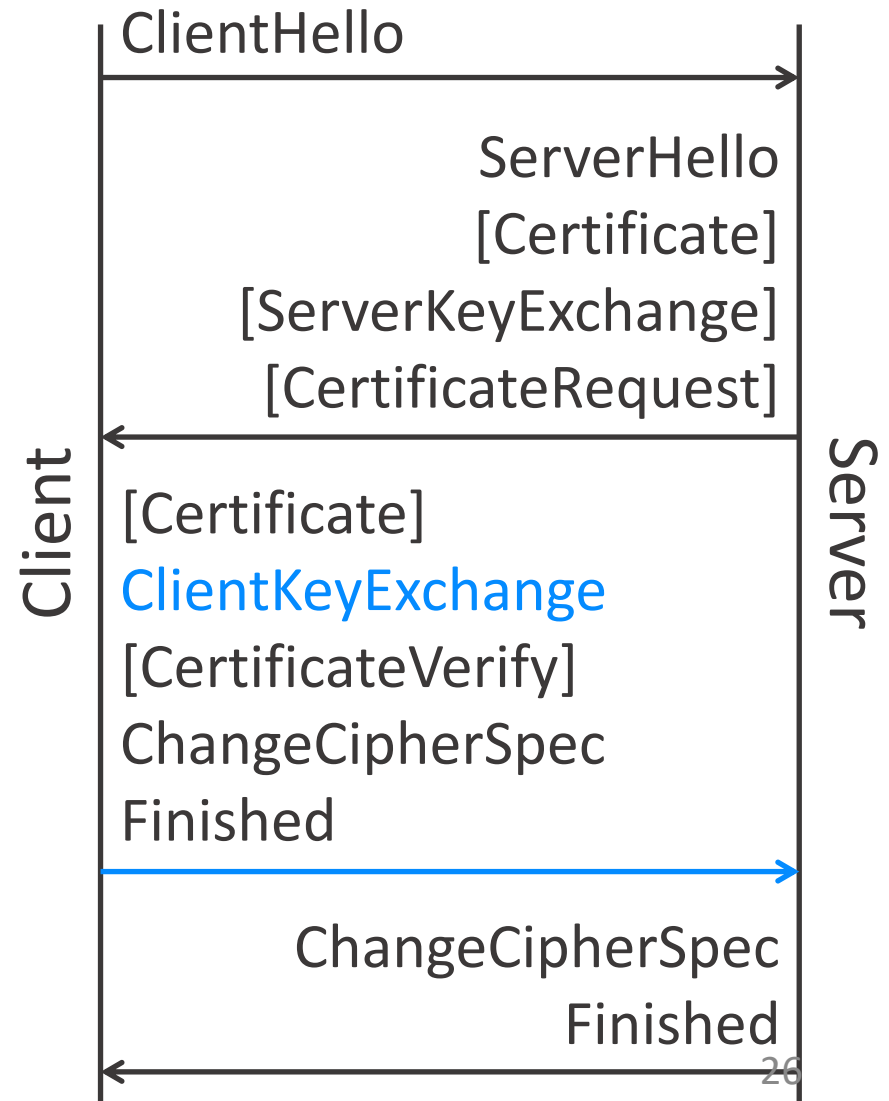 ClientHello
ServerHello
[Certificate]
[ServerKeyExchange]
[CertificateRequest]
Client
Server
[Certificate]
ClientKeyExchange
[CertificateVerify]
ChangeCipherSpec
Finished
ChangeCipherSpec
Finished
26